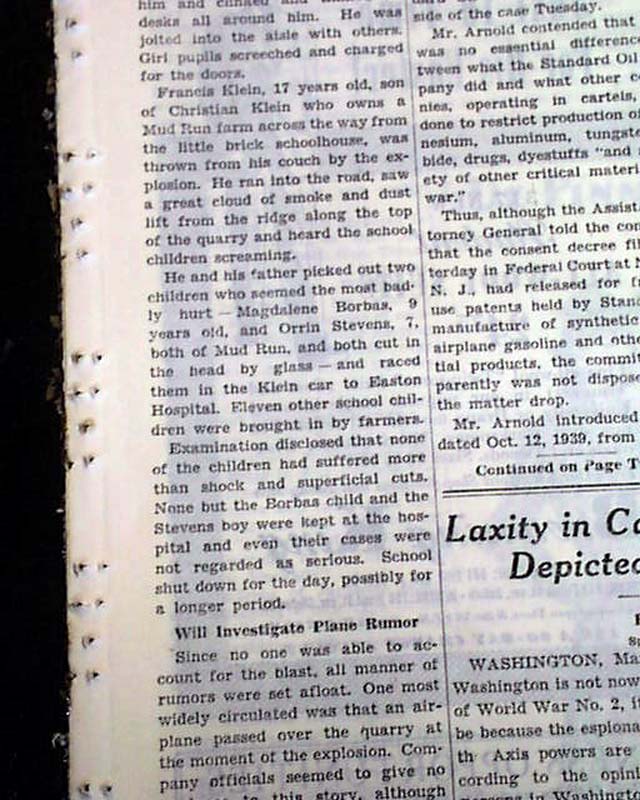 him and
desks all around him. He was
jolted into the aisle with others.
Girl pupils screeched and charged
for the doors.
Francis Klein, 17 years old, son
of Christian Klein who owns a
Mud Run farm across the way from
the little brick schoolhouse, was
thrown from his couch by the ex-
plosion. He ran into the road, saw
a great cloud of smoke and dust
lift from the ridge along the top
of the quarry and heard the school
children screaming.
He and his father picked out two
children who seemed the most bad-
ly hurt — Magdalene Borbas, 9
years old, and Orrin Stevens, 7,
both of Mud Run, and both cut in
the head by glass — and raced
them in the Klein car to Easton
Hospital. Eleven other school chil-
dren were brought in by farmers.
Examination disclosed that none
of the children had suffered more
than shock and superficial cuts.
None but the Borbas child and the
Stevens boy were kept at the hos-
pital and even their cases were
not regarded as serious. School
shut down for the day, possibly for
a longer period.
Will Investigate Plane Rumor
Since no one was able to ac-
count for the blast, all manner of
rumors were set afloat. One most
widely circulated was that an air-
plane passed over the quarry at
the moment of the explosion. Com-
pany officials seemed to give no
to this story, although
side of the case Tuesday.
Mr. Arnold contended that
was no essential difference
tween what the Standard Oil
pany did and what other co
nies, operating in cartels,
done to restrict production o
nesium, aluminum, tungste
bide, drugs, dyestuffs "and
ety of other critical materi
war."
Thus, although the Assist
torney General told the com
that the consent decree fi
terday in Federal Court at N
N. J., had released for f
use patents held by Stan
manufacture of synthetic
airplane gasoline and othe
tial products, the commit
parently was not dispose
the matter drop.
Mr. Arnold introduced
dated Oct. 12, 1939, from
Continued on Page T
Laxity in Ca
Depicted
WASHINGTON, Ma
Washington is not now
of World War No. 2, it
be because the espiona
th Axis powers are
cording to the opini
in Washington